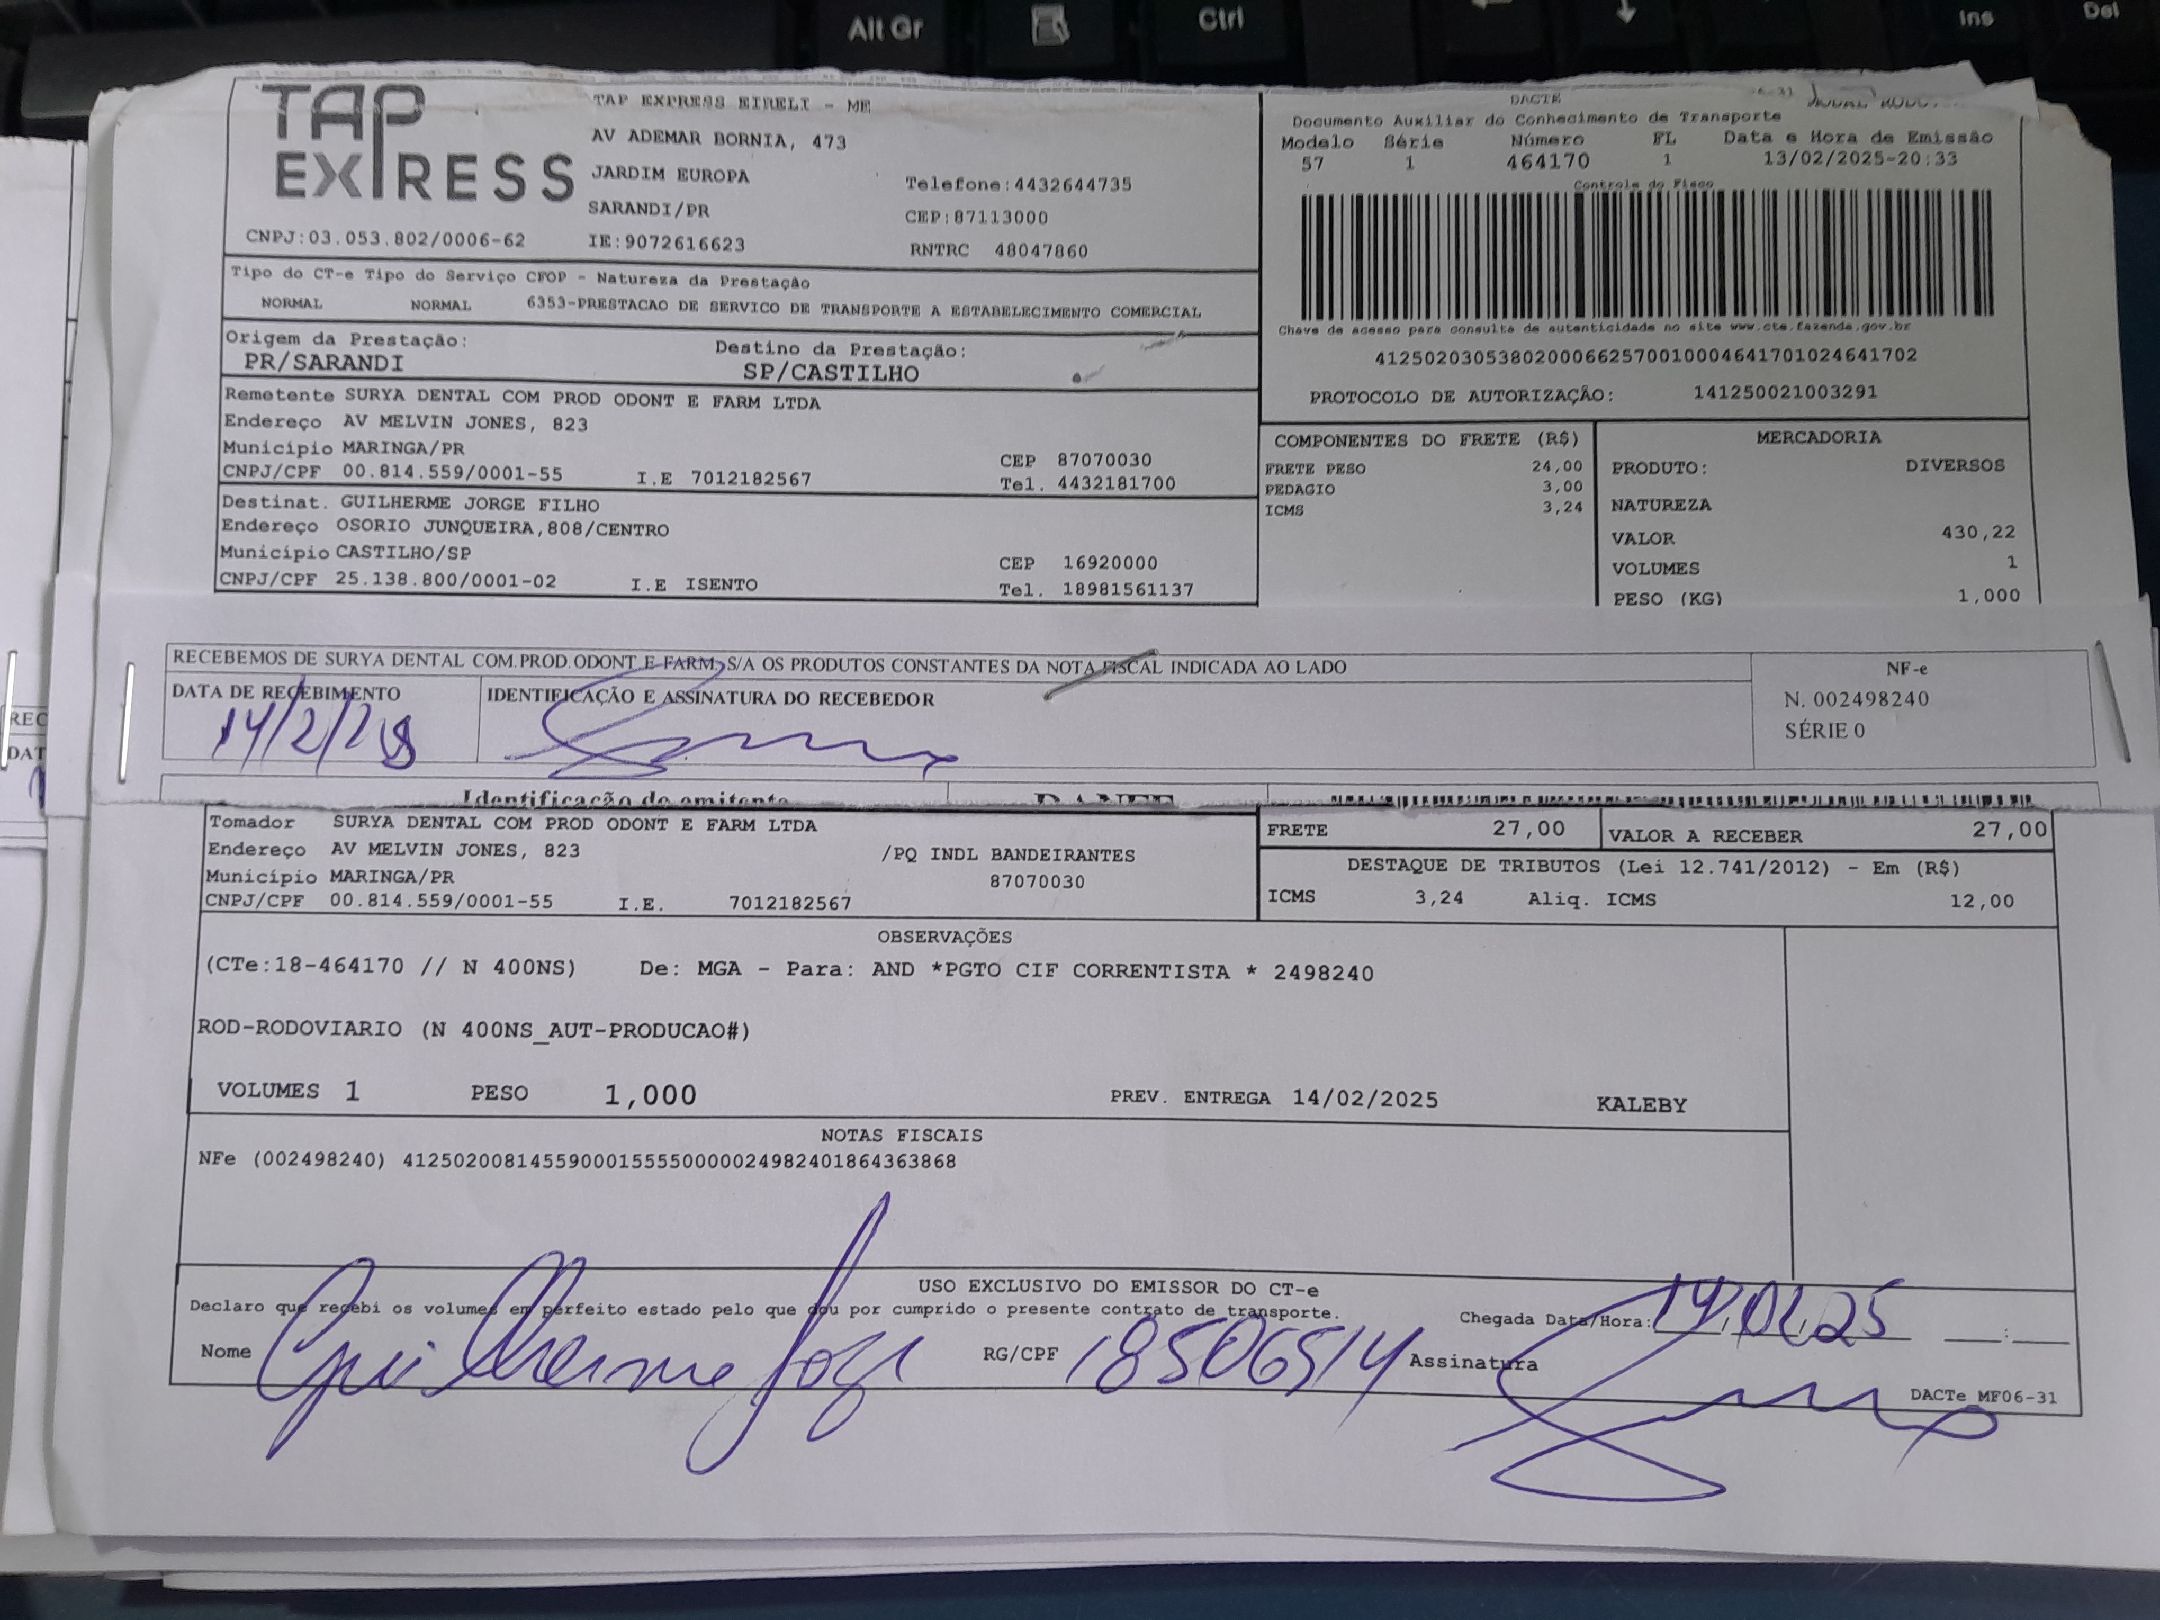 Alt Gr
Ctrl
Ins
Del
TAP EXPRESS
TAP EXPRESS EIRELI - ME
AV ADEMAR BORNIA, 473
JARDIM EUROPA
Telefone:4432644735
SARANDI/PR
CEP:87113000
CNPJ:03.053.802/0006-62
IE:9072616623
RNTRC 48047860
DACTE
Documento Auxiliar do Conhecimento de Transporte
Modelo Série Número FL Data e Hora de Emissão
57 1 464170 1 13/02/2025-20:33
Controle do Fisco
Chave de acesso para consulta de autenticidade no site www.cte.fazenda.gov.br
41250203053802000662570010004641701024641702
PROTOCOLO DE AUTORIZAÇÃO: 141250021003291
Tipo do CT-e Tipo do Serviço CFOP - Natureza da Prestação
NORMAL NORMAL 6353-PRESTACAO DE SERVICO DE TRANSPORTE A ESTABELECIMENTO COMERCIAL
Origem da Prestação: Destino da Prestação:
PR/SARANDI SP/CASTILHO
Remetente SURYA DENTAL COM PROD ODONT E FARM LTDA
Endereço AV MELVIN JONES, 823
Município MARINGA/PR CEP 87070030
CNPJ/CPF 00.814.559/0001-55 I.E 7012182567 Tel. 4432181700
Destinat. GUILHERME JORGE FILHO
Endereço OSORIO JUNQUEIRA,808/CENTRO
Município CASTILHO/SP CEP 16920000
CNPJ/CPF 25.138.800/0001-02 I.E ISENTO Tel. 18981561137
COMPONENTES DO FRETE (R$)
FRETE PESO 24,00
PEDAGIO 3,00
ICMS 3,24
MERCADORIA
PRODUTO: DIVERSOS
NATUREZA
VALOR 430,22
VOLUMES 1
PESO (KG) 1,000
RECEBEMOS DE SURYA DENTAL COM.PROD.ODONT E FARM. S/A OS PRODUTOS CONSTANTES DA NOTA FISCAL INDICADA AO LADO
DATA DE RECEBIMENTO
IDENTIFICAÇÃO E ASSINATURA DO RECEBEDOR
NF-e
N. 002498240
SÉRIE 0
REC
DAT
Identificação do emitente
DANFE
Tomador SURYA DENTAL COM PROD ODONT E FARM LTDA
Endereço AV MELVIN JONES, 823 /PQ INDL BANDEIRANTES
Município MARINGA/PR 87070030
CNPJ/CPF 00.814.559/0001-55 I.E. 7012182567
FRETE 27,00 VALOR A RECEBER 27,00
DESTAQUE DE TRIBUTOS (Lei 12.741/2012) - Em (R$)
ICMS 3,24 Aliq. ICMS 12,00
OBSERVAÇÕES
(CTe:18-464170 // N 400NS) De: MGA - Para: AND *PGTO CIF CORRENTISTA * 2498240
ROD-RODOVIARIO (N 400NS_AUT-PRODUCAO#)
VOLUMES 1 PESO 1,000 PREV. ENTREGA 14/02/2025 KALEBY
NOTAS FISCAIS
NFe (002498240) 41250200814559000155550000024982401864363868
USO EXCLUSIVO DO EMISSOR DO CT-e
Declaro que recebi os volumes em perfeito estado pelo que dou por cumprido o presente contrato de transporte.
Chegada Data/Hora: 14,02,25 __:__
Nome Guilherme Jorge RG/CPF 18506514 Assinatura
DACTe_MF06-31